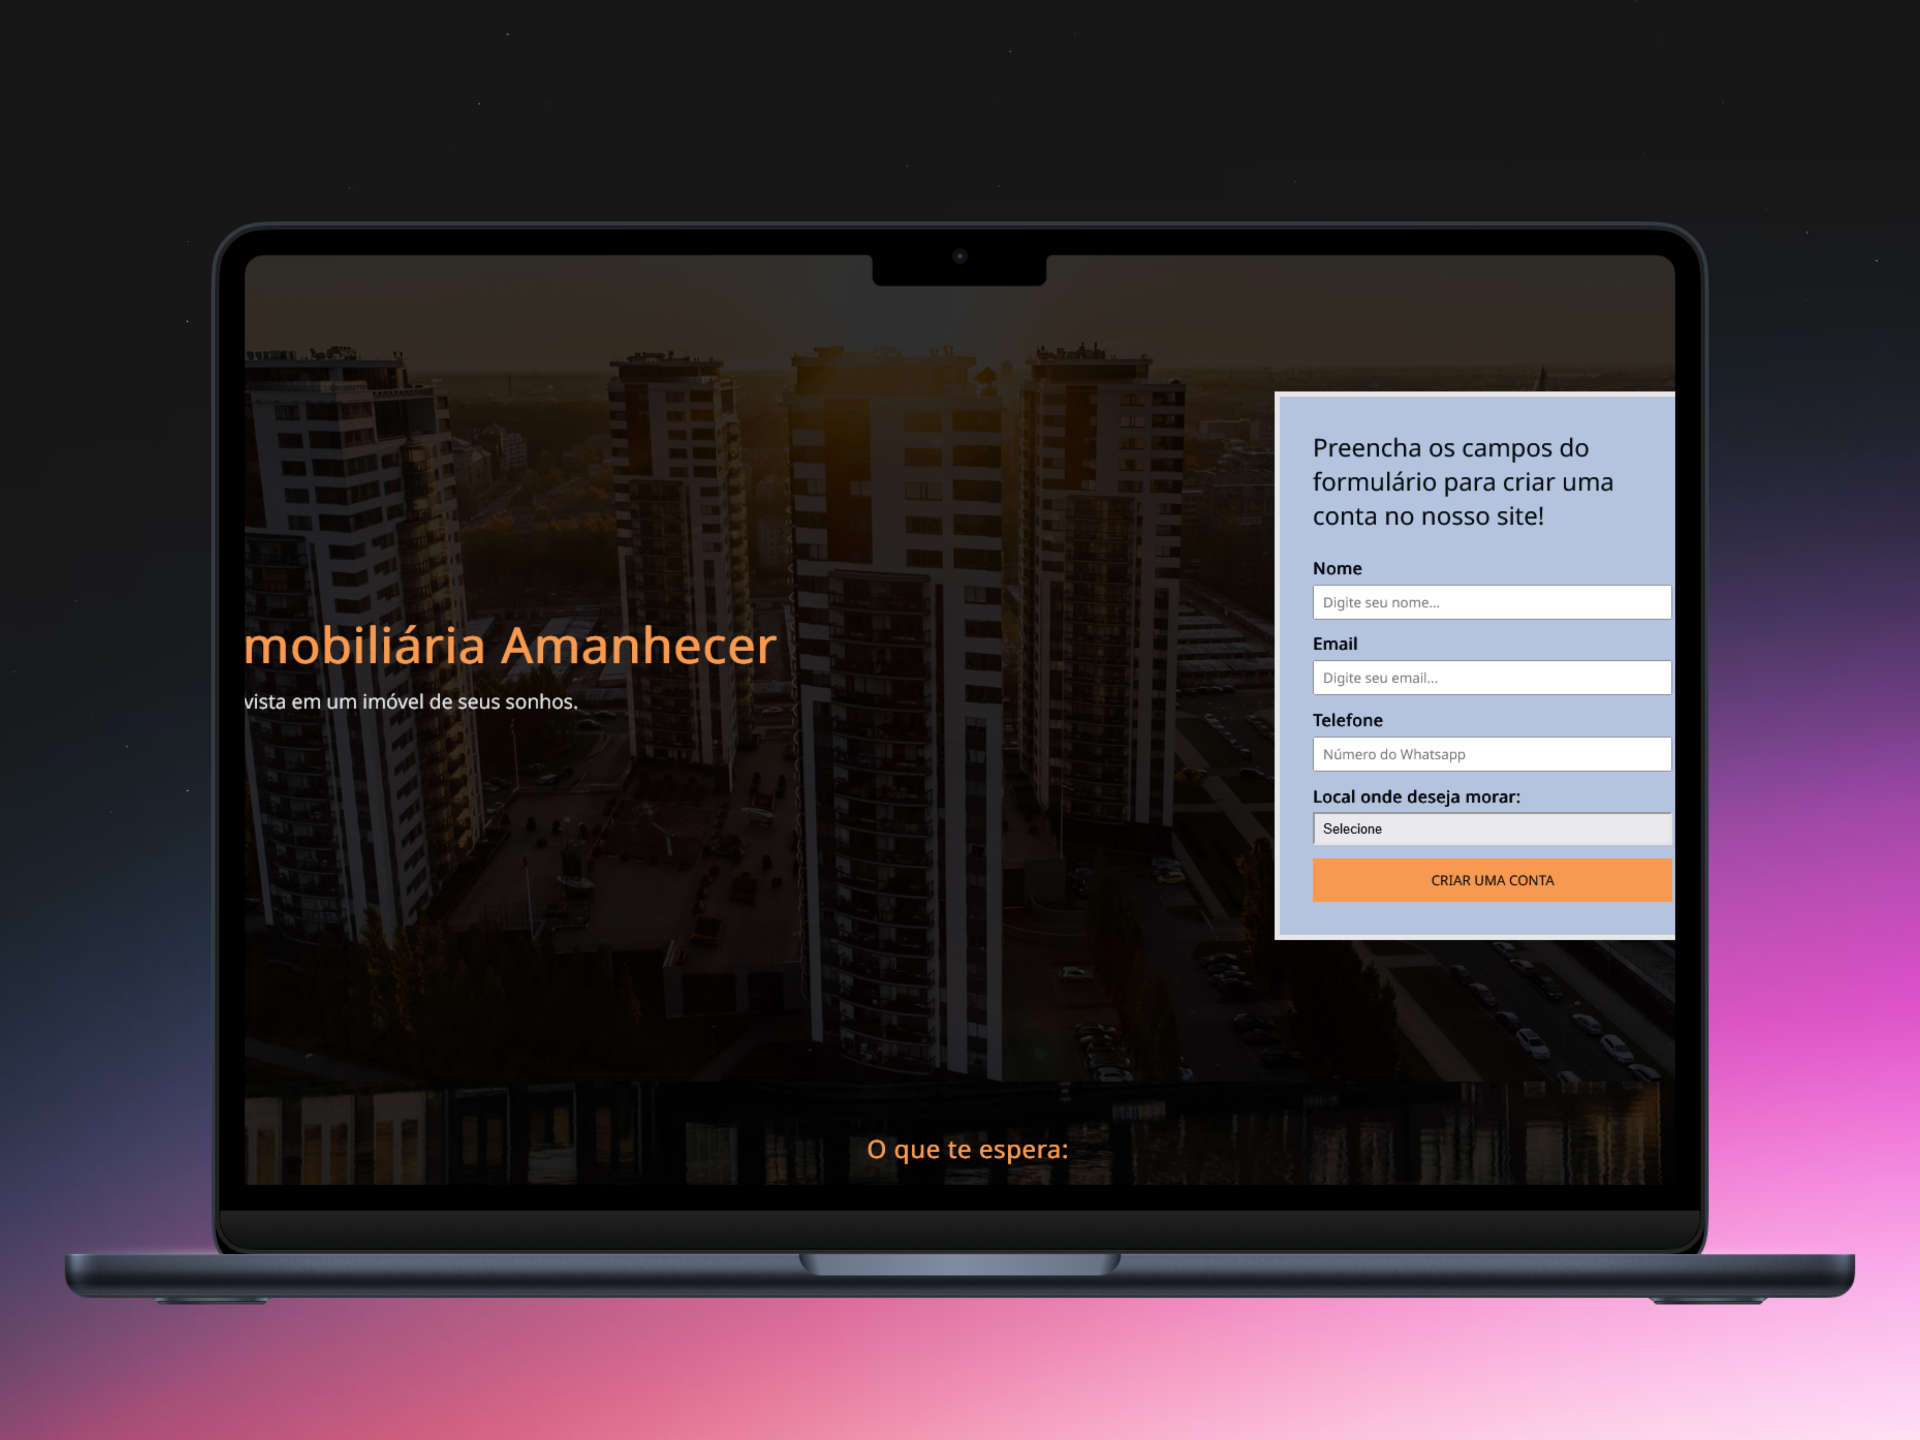 mobiliária Amanhecer
vista em um imóvel de seus sonhos.
Preencha os campos do
formulário para criar uma
conta no nosso site!
Nome
Digite seu nome...
Email
Digite seu email...
Telefone
Número do Whatsapp
Local onde deseja morar:
Selecione
CRIAR UMA CONTA
O que te espera: